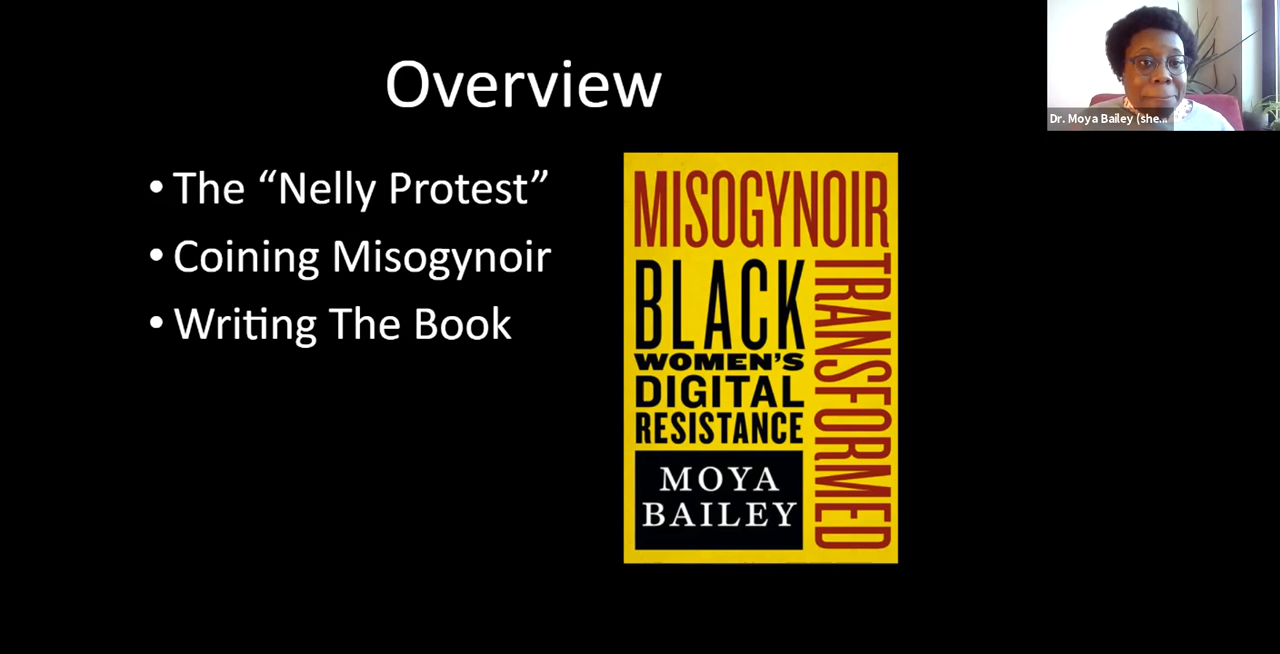 Overview
• The “Nelly Protest”
• Coining Misogynoir
• Writing The Book
MISOGYNOIR
TRANSFORMED
BLACK
WOMEN'S
DIGITAL
RESISTANCE
MOYA
BAILEY
Dr. Moya Bailey (she...